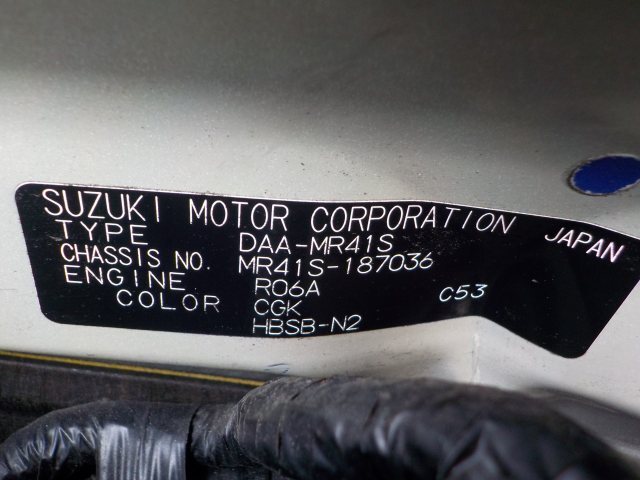 SUZUKI MOTOR CORPORATION JAPAN
TYPE DAA-MR41S
CHASSIS NO. MR41S-187036
ENGINE R06A C53
COLOR CGK
HBSB-N2